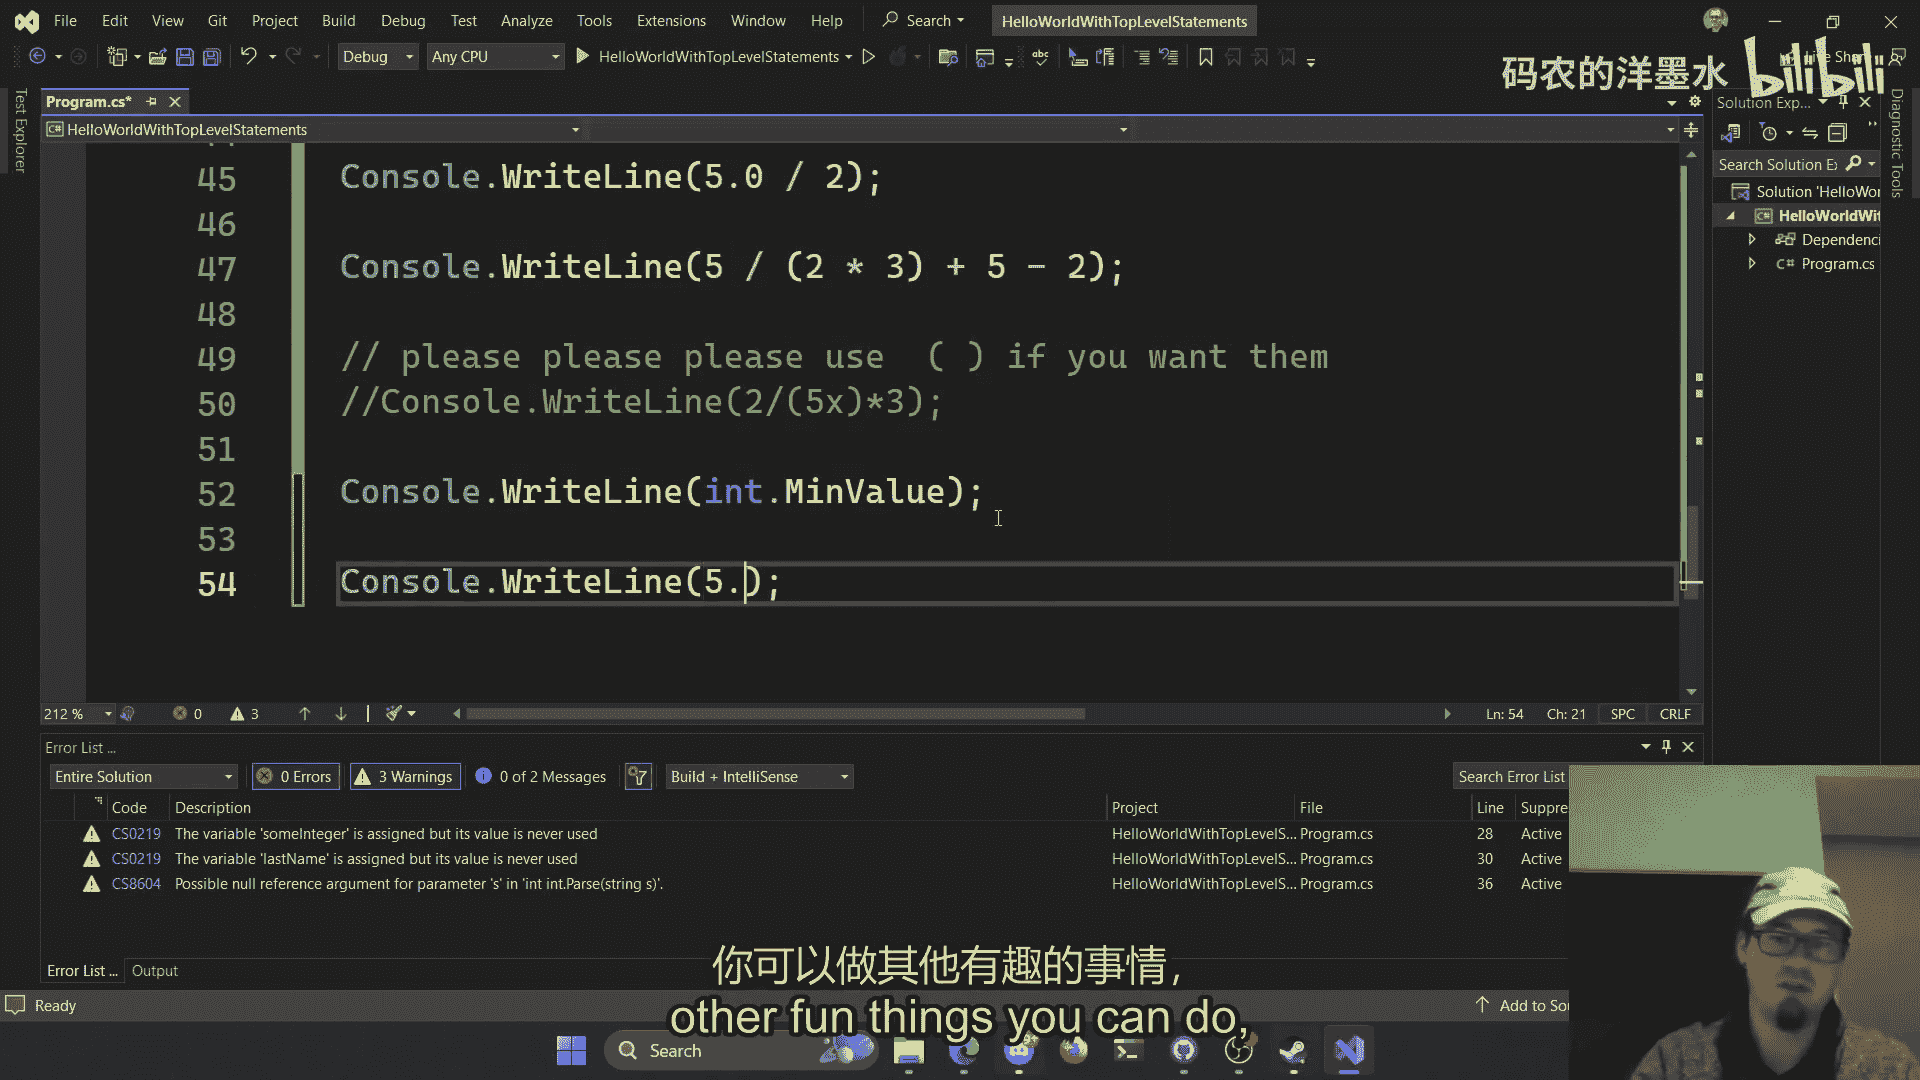 File Edit View Git Project Build Debug Test Analyze Tools Extensions Window Help Search HelloWorldWithTopLevelStatements
Debug Any CPU HelloWorldWithTopLevelStatements
码农的洋墨水 bilibili
Test Explorer
Program.cs*
Solution Exp...
Diagnostic Tools
C# HelloWorldWithTopLevelStatements
Search Solution E
Solution 'HelloWor
C# HelloWorldWit
Dependenci
C# Program.cs
45 Console.WriteLine(5.0 / 2);
46
47 Console.WriteLine(5 / (2 * 3) + 5 - 2);
48
49 // please please please use  ( ) if you want them
50 //Console.WriteLine(2/(5x)*3);
51
52 Console.WriteLine(int.MinValue);
53
54 Console.WriteLine(5.);
212 % 0 3 Ln: 54 Ch: 21 SPC CRLF
Error List ...
Entire Solution 0 Errors 3 Warnings 0 of 2 Messages Build + IntelliSense Search Error List
Code Description Project File Line Suppre
CS0219 The variable 'someInteger' is assigned but its value is never used HelloWorldWithTopLevelS... Program.cs 28 Active
CS0219 The variable 'lastName' is assigned but its value is never used HelloWorldWithTopLevelS... Program.cs 30 Active
CS8604 Possible null reference argument for parameter 's' in 'int int.Parse(string s)'. HelloWorldWithTopLevelS... Program.cs 36 Active
Error List ... Output
你可以做其他有趣的事情，
Ready Add to So
other fun things you can do,
Search